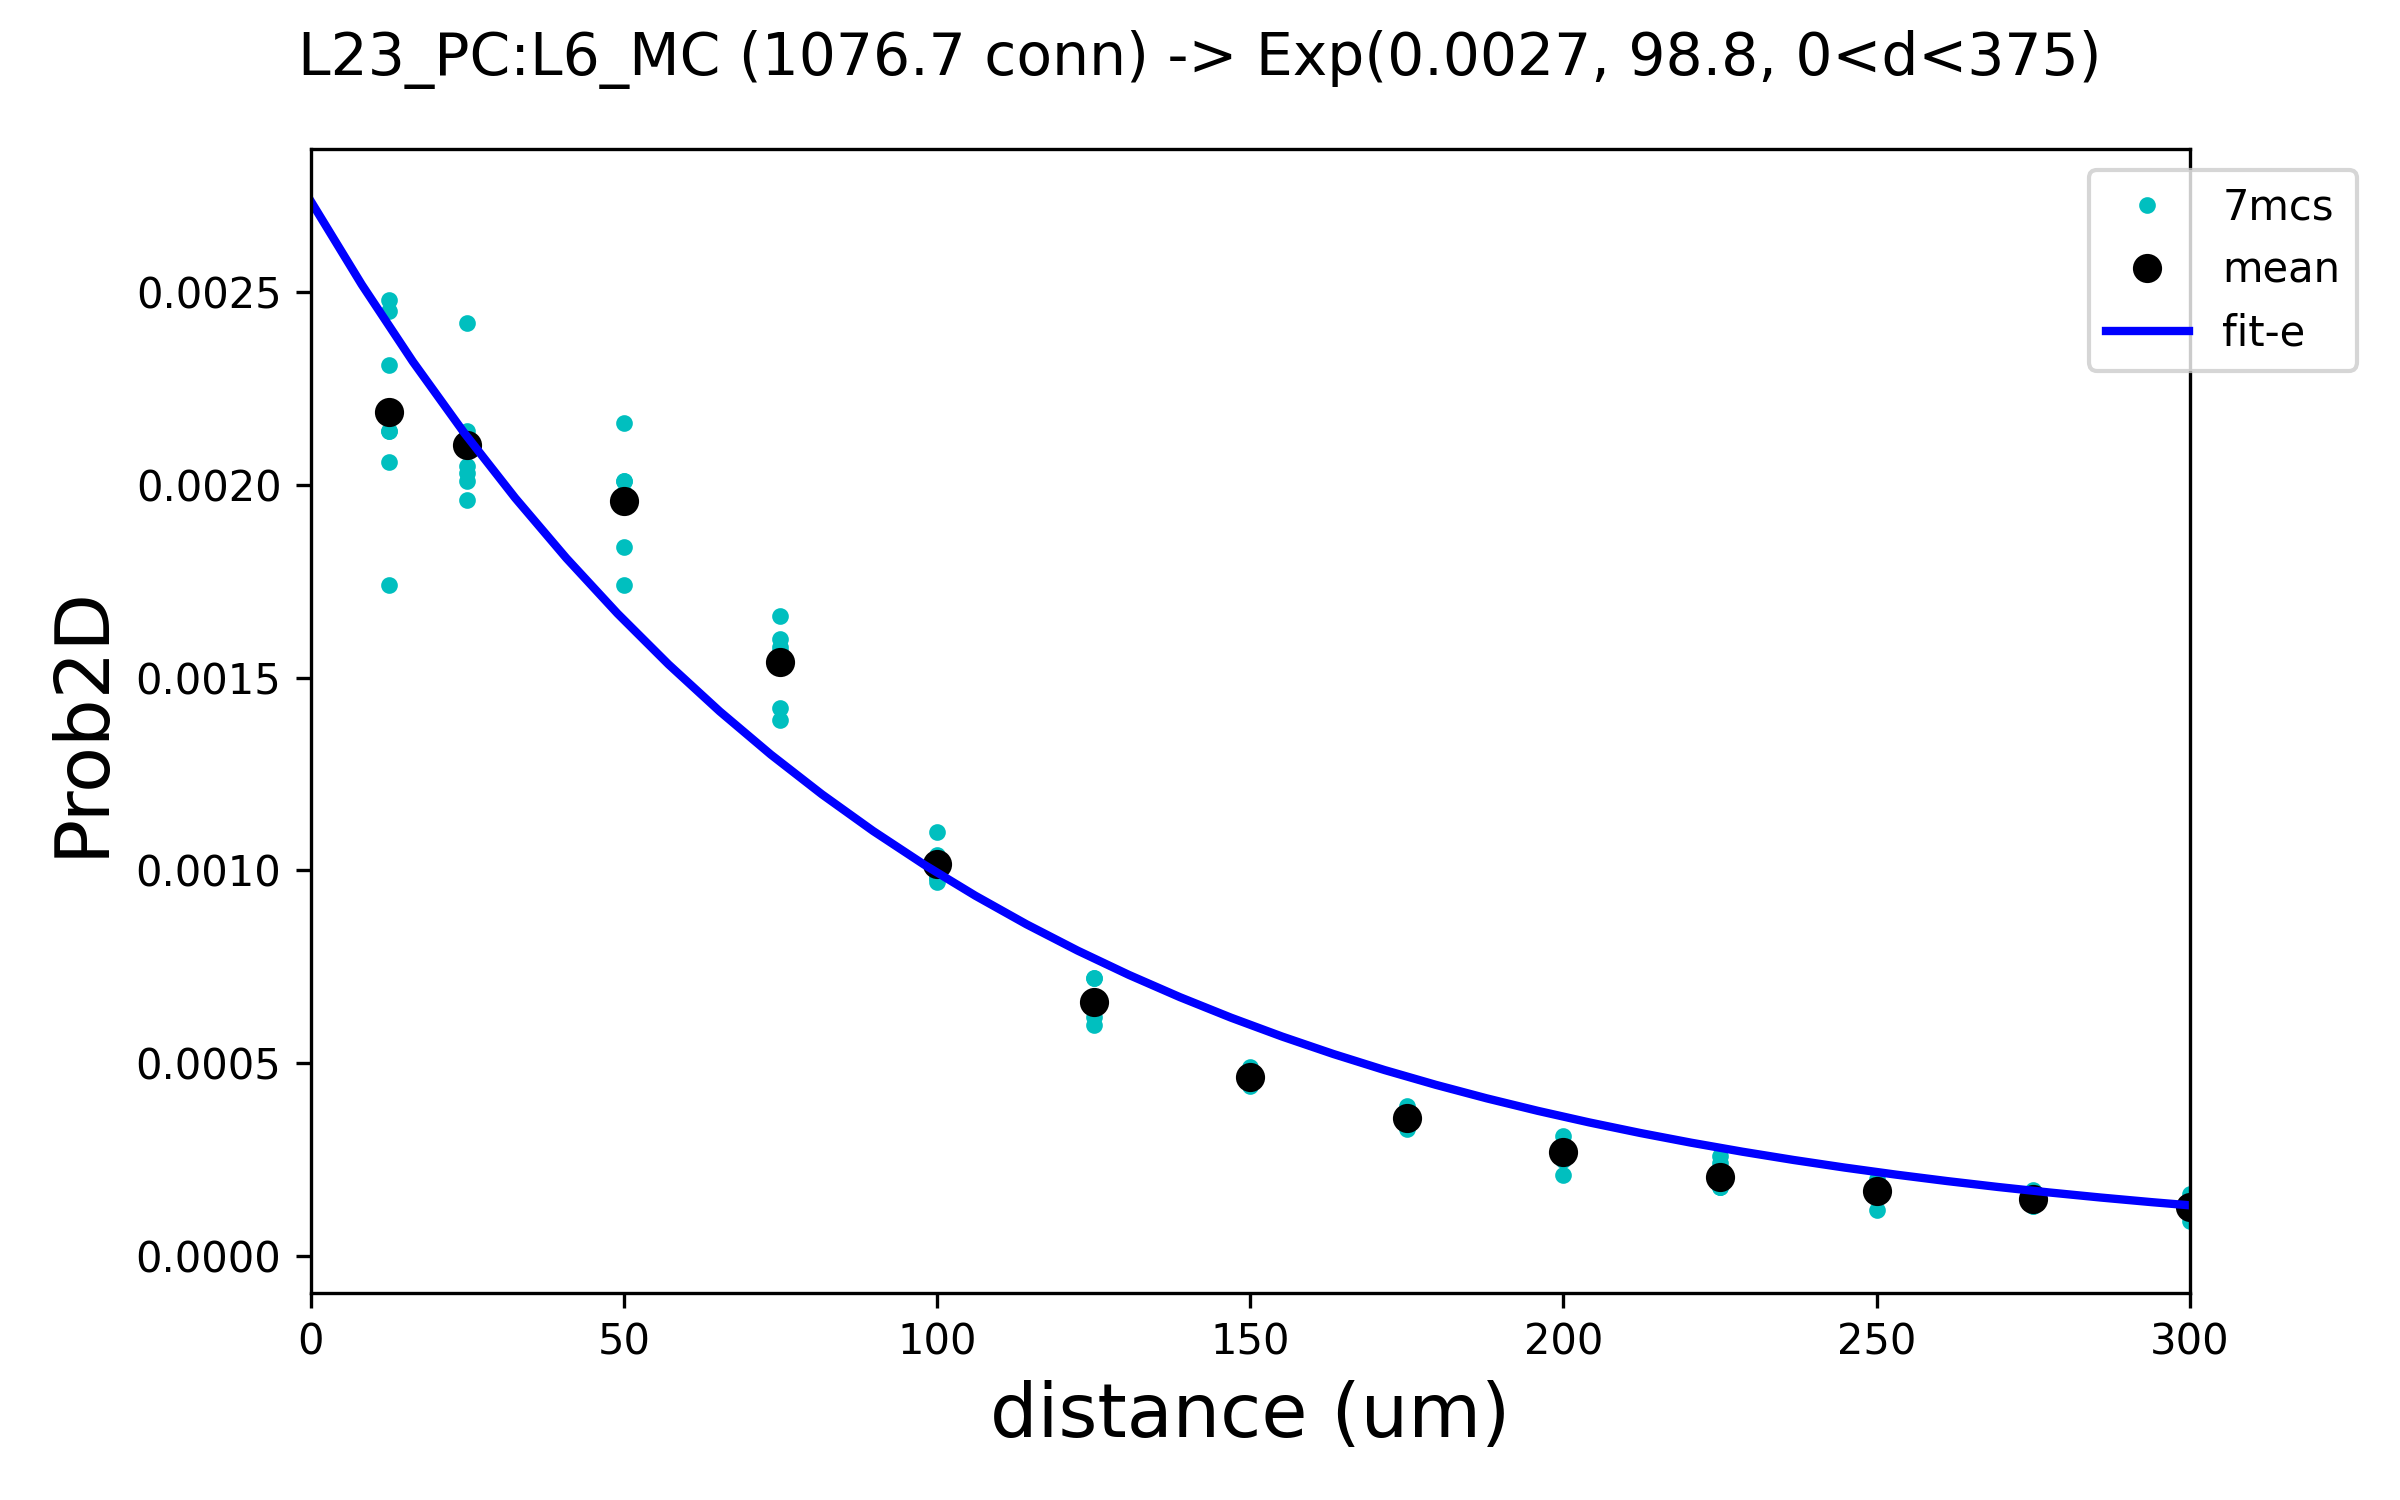 L23_PC:L6_MC (1076.7 conn) -> Exp(0.0027, 98.8, 0<d<375)
7mcs
mean
fit-e
Prob2D
0.0025
0.0020
0.0015
0.0010
0.0005
0.0000
0 50 100 150 200 250 300
distance (um)